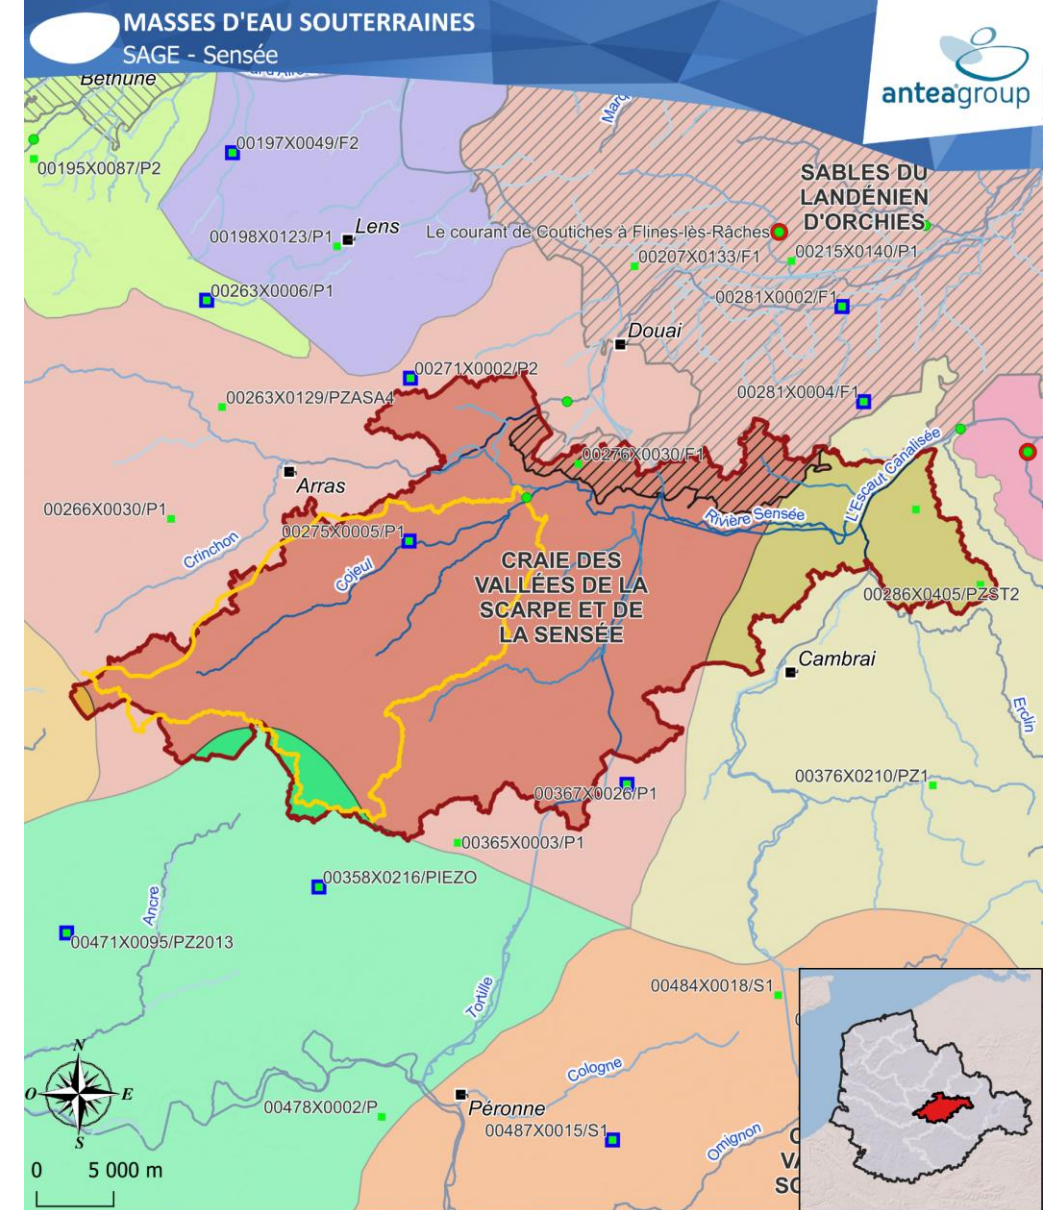 MASSES D'EAU SOUTERRAINES
SAGE - Sensée
anteagroup
Béthune
00197X0049/F2
00195X0087/P2
SABLES DU
LANDÉNIEN
D'ORCHIES
00198X0123/P1
Lens
Le courant de Coutiches à Flines-lès-Râches
00207X0133/F1
00215X0140/P1
00263X0006/P1
00281X0002/F1
Douai
00271X0002/P2
00263X0129/PZASA4
00281X0004/F1
L'Escaut Canalisée
00276X0030/F1
Arras
00266X0030/P1
Rivière Sensée
Crinchon
00275X0005/P1
Cojeul
CRAIE DES
VALLÉES DE LA
SCARPE ET DE
LA SENSÉE
00286X0405/PZST2
Cambrai
Erclin
00376X0210/PZ1
00367X0026/P1
00365X0003/P1
00358X0216/PIEZO
Ancre
00471X0095/PZ2013
00484X0018/S1
Tortille
Cologne
N
O
E
S
00478X0002/P
Péronne
00487X0015/S1
Omignon
0 5 000 m